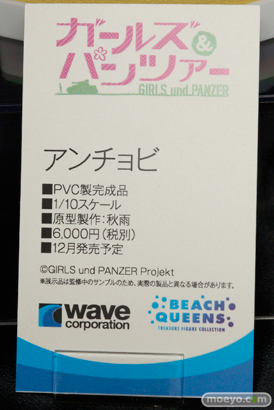 ガールズ&
パンツァー
GIRLS und PANZER
アンチョビ
■PVC製完成品
■1/10スケール
■原型製作：秋雨
■6,000円（税別）
■12月発売予定
©GIRLS und PANZER Projekt
※展示品は監修中のサンプルのため、実際の製品と異なる場合があります。
wave
corporation
BEACH
QUEENS
TREASURE FIGURE COLLECTION
moeyo.com